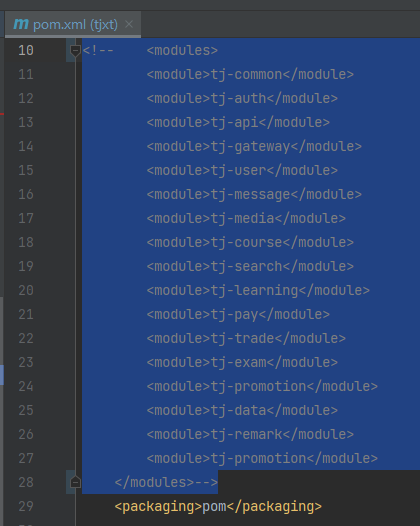 m pom.xml (tjxt) ×
10 <!-- <modules>
11 <module>tj-common</module>
12 <module>tj-auth</module>
13 <module>tj-api</module>
14 <module>tj-gateway</module>
15 <module>tj-user</module>
16 <module>tj-message</module>
17 <module>tj-media</module>
18 <module>tj-course</module>
19 <module>tj-search</module>
20 <module>tj-learning</module>
21 <module>tj-pay</module>
22 <module>tj-trade</module>
23 <module>tj-exam</module>
24 <module>tj-promotion</module>
25 <module>tj-data</module>
26 <module>tj-remark</module>
27 <module>tj-promotion</module>
28 </modules>-->
29 <packaging>pom</packaging>